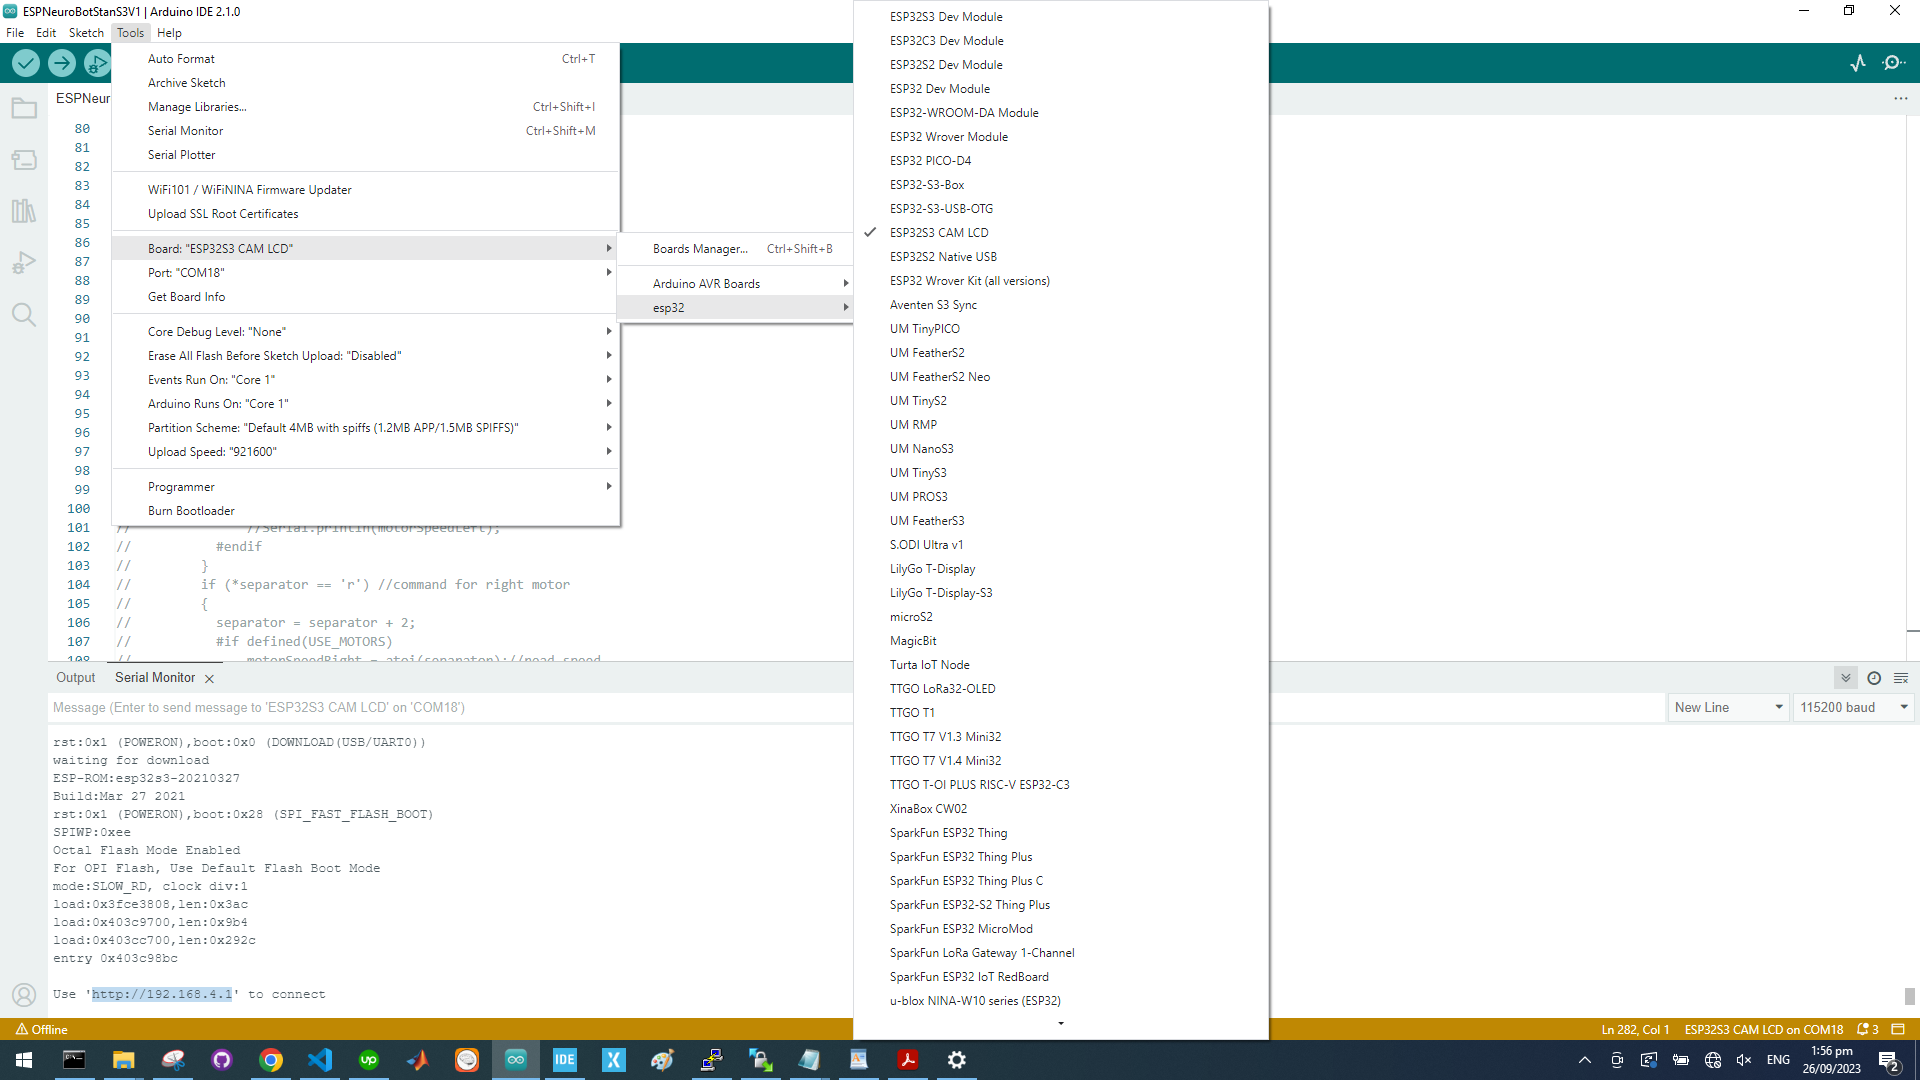 ESPNeuroBotStanS3V1 | Arduino IDE 2.1.0
File Edit Sketch Tools Help
ESPNeur
Auto Format Ctrl+T
Archive Sketch
Manage Libraries... Ctrl+Shift+I
Serial Monitor Ctrl+Shift+M
Serial Plotter
WiFi101 / WiFiNINA Firmware Updater
Upload SSL Root Certificates
Board: "ESP32S3 CAM LCD"
Port: "COM18"
Get Board Info
Core Debug Level: "None"
Erase All Flash Before Sketch Upload: "Disabled"
Events Run On: "Core 1"
Arduino Runs On: "Core 1"
Partition Scheme: "Default 4MB with spiffs (1.2MB APP/1.5MB SPIFFS)"
Upload Speed: "921600"
Programmer
Burn Bootloader
Boards Manager... Ctrl+Shift+B
Arduino AVR Boards
esp32
ESP32S3 Dev Module
ESP32C3 Dev Module
ESP32S2 Dev Module
ESP32 Dev Module
ESP32-WROOM-DA Module
ESP32 Wrover Module
ESP32 PICO-D4
ESP32-S3-Box
ESP32-S3-USB-OTG
ESP32S3 CAM LCD
ESP32S2 Native USB
ESP32 Wrover Kit (all versions)
Aventen S3 Sync
UM TinyPICO
UM FeatherS2
UM FeatherS2 Neo
UM TinyS2
UM RMP
UM NanoS3
UM TinyS3
UM PROS3
UM FeatherS3
S.ODI Ultra v1
LilyGo T-Display
LilyGo T-Display-S3
microS2
MagicBit
Turta IoT Node
TTGO LoRa32-OLED
TTGO T1
TTGO T7 V1.3 Mini32
TTGO T7 V1.4 Mini32
TTGO T-OI PLUS RISC-V ESP32-C3
XinaBox CW02
SparkFun ESP32 Thing
SparkFun ESP32 Thing Plus
SparkFun ESP32 Thing Plus C
SparkFun ESP32-S2 Thing Plus
SparkFun ESP32 MicroMod
SparkFun LoRa Gateway 1-Channel
SparkFun ESP32 IoT RedBoard
u-blox NINA-W10 series (ESP32)
80
81
82
83
84
85
86
87
88
89
90
91
92
93
94
95
96
97
98
99
100
101 // //Serial.println(motorSpeedLeft);
102 // #endif
103 // }
104 // if (*separator == 'r') //command for right motor
105 // {
106 // separator = separator + 2;
107 // #if defined(USE_MOTORS)
108 // motorSpeedRight = atoi(separator);//read speed
Output Serial Monitor
Message (Enter to send message to 'ESP32S3 CAM LCD' on 'COM18') New Line 115200 baud
rst:0x1 (POWERON),boot:0x0 (DOWNLOAD(USB/UART0))
waiting for download
ESP-ROM:esp32s3-20210327
Build:Mar 27 2021
rst:0x1 (POWERON),boot:0x28 (SPI_FAST_FLASH_BOOT)
SPIWP:0xee
Octal Flash Mode Enabled
For OPI Flash, Use Default Flash Boot Mode
mode:SLOW_RD, clock div:1
load:0x3fce3808,len:0x3ac
load:0x403c9700,len:0x9b4
load:0x403cc700,len:0x292c
entry 0x403c98bc
Use 'http://192.168.4.1' to connect
Offline Ln 282, Col 1 ESP32S3 CAM LCD on COM18 3
up IDE X ENG 1:56 pm
26/09/2023 2